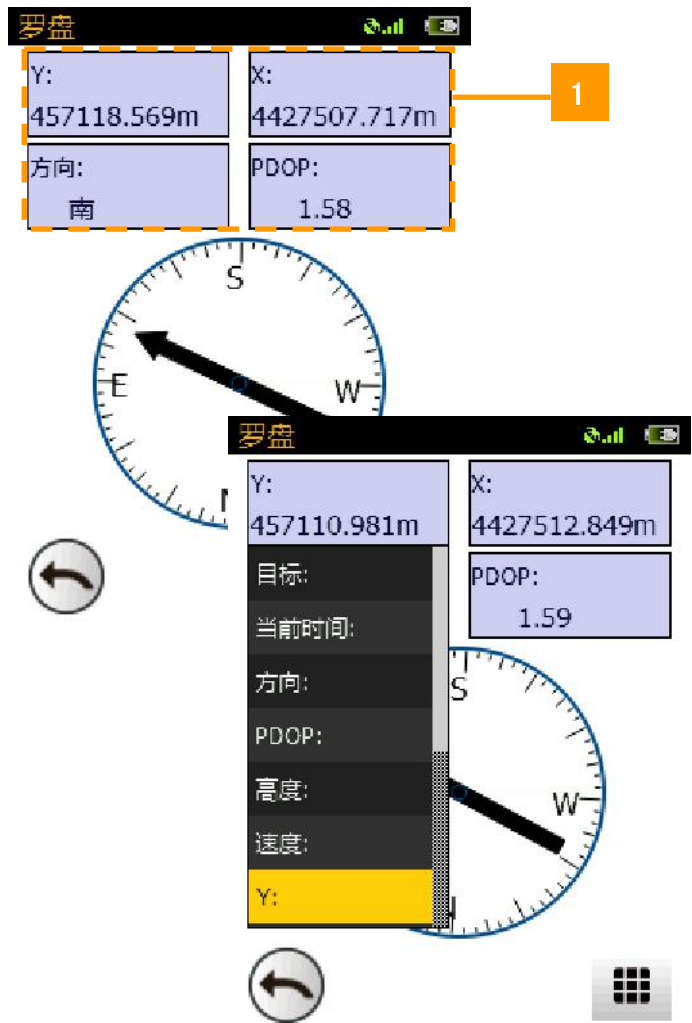 罗盘
Y:
457118.569m
X:
4427507.717m
1
方向:
南
PDOP:
1.58
S
E
W
罗盘
Y:
457110.981m
X:
4427512.849m
目标:
当前时间:
方向:
PDOP:
高度:
速度:
Y:
PDOP:
1.59
S
W